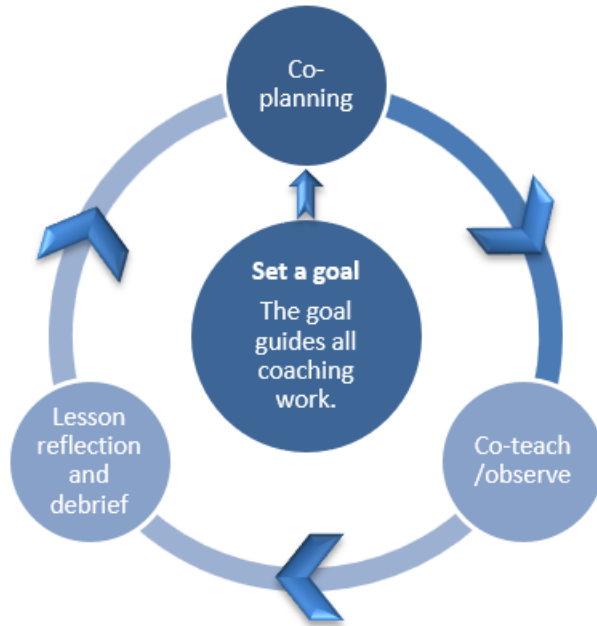 Co-
planning
Set a goal
The goal
guides all
coaching
work.
Lesson
reflection
and
debrief
Co-teach
/observe